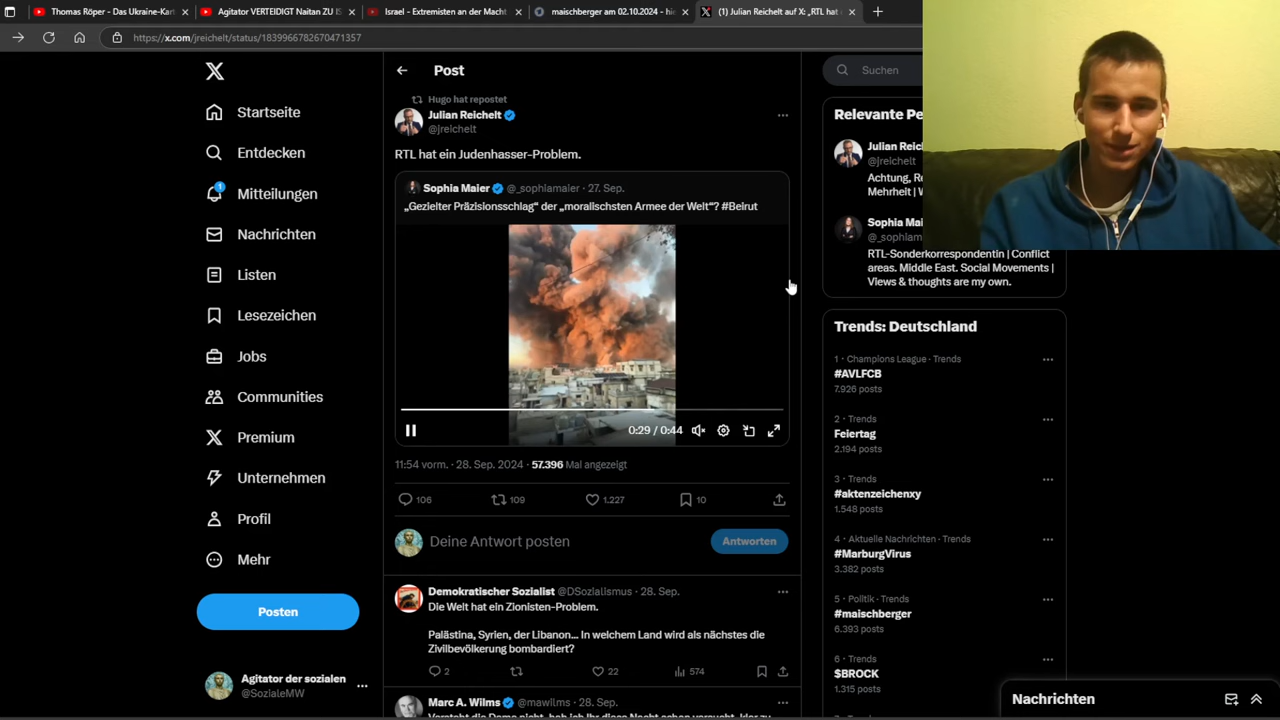 Thomas Röper - Das Ukraine-Kar
Agitator VERTEIDIGT Naitan ZU IS
Israel - Extremisten an der Macht
maischberger am 02.10.2024 - hi
(1) Julian Reichelt auf X: „RTL hat
https://x.com/jreichelt/status/1839966782670471357
Startseite
Entdecken
1
Mitteilungen
Nachrichten
Listen
Lesezeichen
Jobs
Communities
Premium
Unternehmen
Profil
Mehr
Posten
Agitator der sozialen
@SozialeMW
Post
Hugo hat repostet
Julian Reichelt
@jreichelt
RTL hat ein Judenhasser-Problem.
Sophia Maier @_sophiamaier · 27. Sep.
„Gezielter Präzisionsschlag“ der „moralischsten Armee der Welt“? #Beirut
0:29 / 0:44
11:54 vorm. · 28. Sep. 2024 · 57.396 Mal angezeigt
106 109 1.227 10
Deine Antwort posten
Antworten
Demokratischer Sozialist @DSozialismus · 28. Sep.
Die Welt hat ein Zionisten-Problem.
Palästina, Syrien, der Libanon... In welchem Land wird als nächstes die
Zivilbevölkerung bombardiert?
2 22 574
Marc A. Wilms @mawilms · 28. Sep.
Suchen
Relevante Pe
Julian Reich
@jreichelt
Achtung, R
Mehrheit | W
Sophia Maie
@_sophiam
RTL-Sonderkorrespondentin | Conflict
areas. Middle East. Social Movements |
Views & thoughts are my own.
Trends: Deutschland
1 · Champions League · Trends
#AVLFCB
7.926 posts
2 · Trends
Feiertag
2.194 posts
3 · Trends
#aktenzeichenxy
1.548 posts
4 · Aktuelle Nachrichten · Trends
#MarburgVirus
3.382 posts
5 · Politik · Trends
#maischberger
6.393 posts
6 · Trends
$BROCK
1.315 posts
Nachrichten